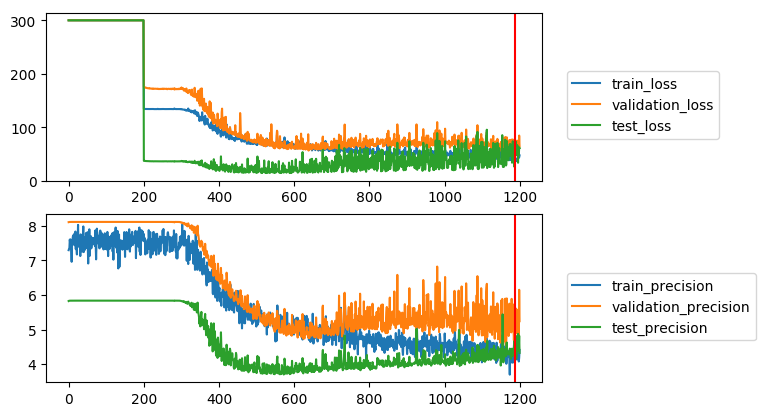 300
200
100
0
0 200 400 600 800 1000 1200
train_loss
validation_loss
test_loss
8
7
6
5
4
0 200 400 600 800 1000 1200
train_precision
validation_precision
test_precision